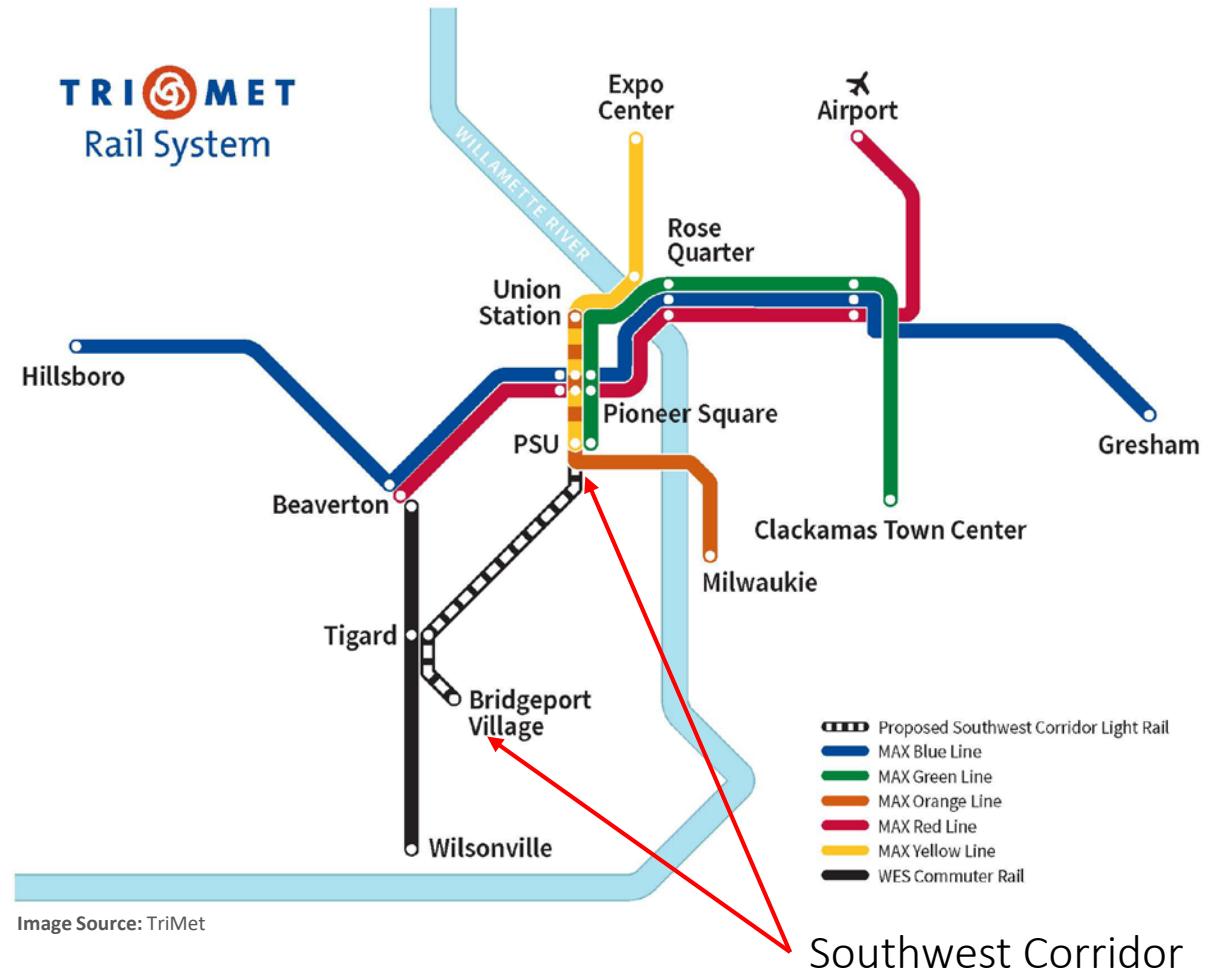 TRI MET
Rail System
WILLAMETTE RIVER
Expo
Center
Airport
Rose
Quarter
Union
Station
Hillsboro
Pioneer Square
PSU
Gresham
Beaverton
Clackamas Town Center
Milwaukie
Tigard
Bridgeport
Village
Wilsonville
Proposed Southwest Corridor Light Rail
MAX Blue Line
MAX Green Line
MAX Orange Line
MAX Red Line
MAX Yellow Line
WES Commuter Rail
Image Source: TriMet
Southwest Corridor